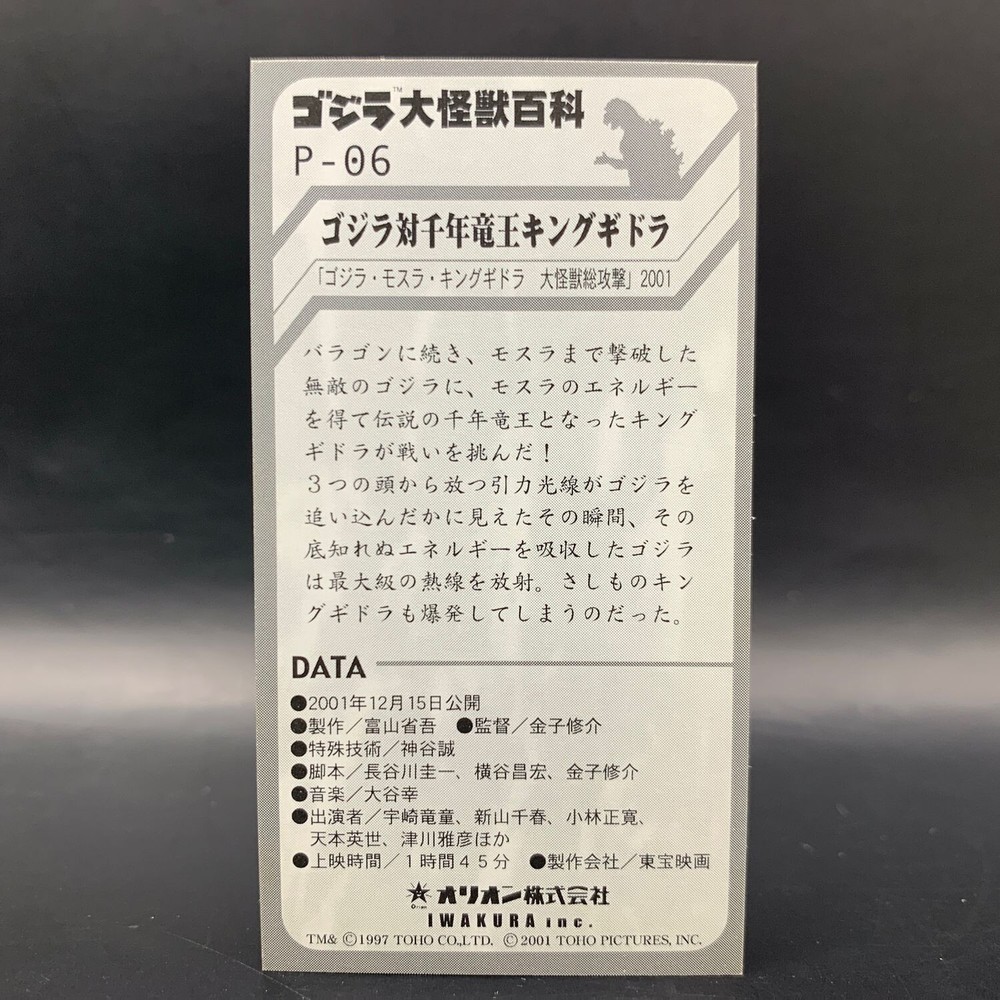 ゴジラ™大怪獣百科
P-06
ゴジラ対千年竜王キングギドラ
「ゴジラ・モスラ・キングギドラ　大怪獣総攻撃」2001
バラゴンに続き、モスラまで撃破した
無敵のゴジラに、モスラのエネルギー
を得て伝説の千年竜王となったキング
ギドラが戦いを挑んだ！
３つの頭から放つ引力光線がゴジラを
追い込んだかに見えたその瞬間、その
底知れぬエネルギーを吸収したゴジラ
は最大級の熱線を放射。さしものキン
グギドラも爆発してしまうのだった。
DATA
●2001年12月15日公開
●製作／富山省吾　●監督／金子修介
●特殊技術／神谷誠
●脚本／長谷川圭一、横谷昌宏、金子修介
●音楽／大谷幸
●出演者／宇崎竜童、新山千春、小林正寛、
天本英世、津川雅彦ほか
●上映時間／１時間４５分　●製作会社／東宝映画
Orion オリオン株式会社
IWAKURA inc.
TM& ©1997 TOHO CO.,LTD. ©2001 TOHO PICTURES, INC.